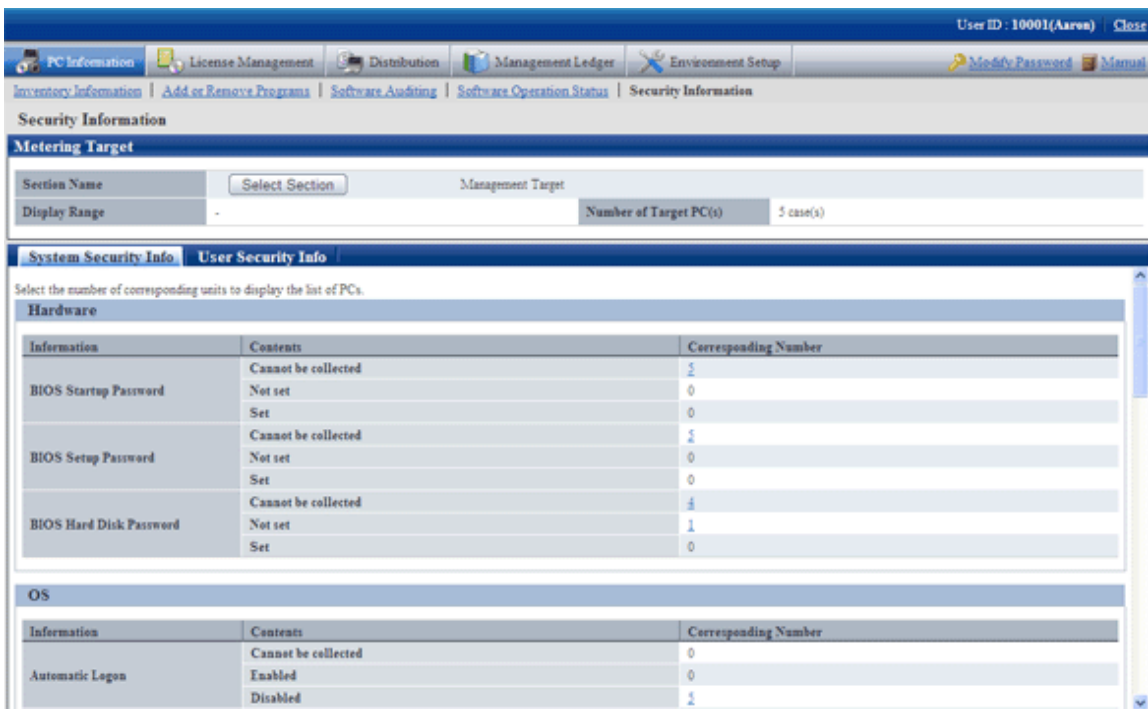 User ID : 10001(Aaron) Close
PC Information License Management Distribution Management Ledger Environment Setup Modify Password Manual
Inventory Information | Add or Remove Programs | Software Auditing | Software Operation Status | Security Information
Security Information
Metering Target
Section Name Select Section Management Target
Display Range - Number of Target PC(s) 5 case(s)
System Security Info User Security Info
Select the number of corresponding units to display the list of PCs.
Hardware
Information Contents Corresponding Number
Cannot be collected 5
BIOS Startup Password Not set 0
Set 0
Cannot be collected 5
BIOS Setup Password Not set 0
Set 0
Cannot be collected 4
BIOS Hard Disk Password Not set 1
Set 0
OS
Information Contents Corresponding Number
Cannot be collected 0
Automatic Logon Enabled 0
Disabled 5